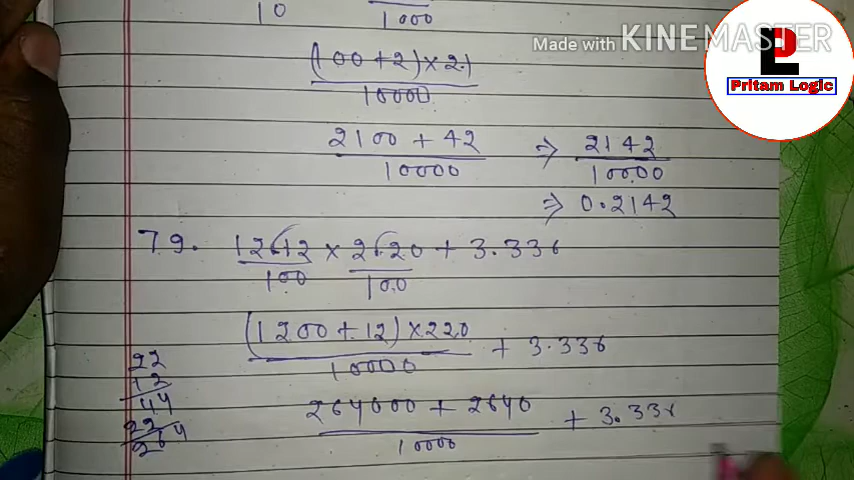 10 1000
Made with KINEMASTER
PL
Pritam Logic
(100 + 2) × 21
10000
2100 + 42 ⇒ 2142
10000 10000
⇒ 0.2142
79. 12.12 × 2.20 + 3.336
100 100
(1200 + 12) × 220 + 3.336
10000
22
12
44
22
264
264000 + 2640 + 3.336
10000